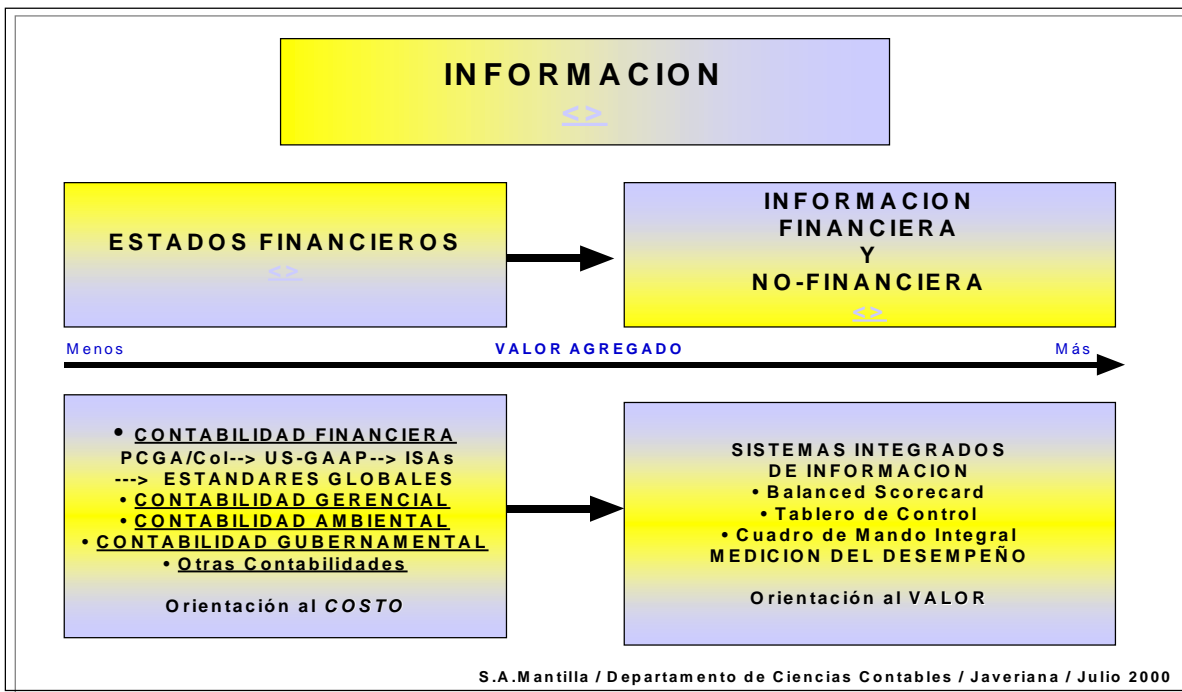 INFORMACION
<>
ESTADOS FINANCIEROS
<>
INFORMACION
FINANCIERA
Y
NO-FINANCIERA
<>
Menos VALOR AGREGADO Más
• CONTABILIDAD FINANCIERA
PCGA/Col--> US-GAAP--> ISAs
---> ESTANDARES GLOBALES
• CONTABILIDAD GERENCIAL
• CONTABILIDAD AMBIENTAL
• CONTABILIDAD GUBERNAMENTAL
• Otras Contabilidades
Orientación al COSTO
SISTEMAS INTEGRADOS
DE INFORMACION
• Balanced Scorecard
• Tablero de Control
• Cuadro de Mando Integral
MEDICION DEL DESEMPEÑO
Orientación al VALOR
S.A.Mantilla / Departamento de Ciencias Contables / Javeriana / Julio 2000